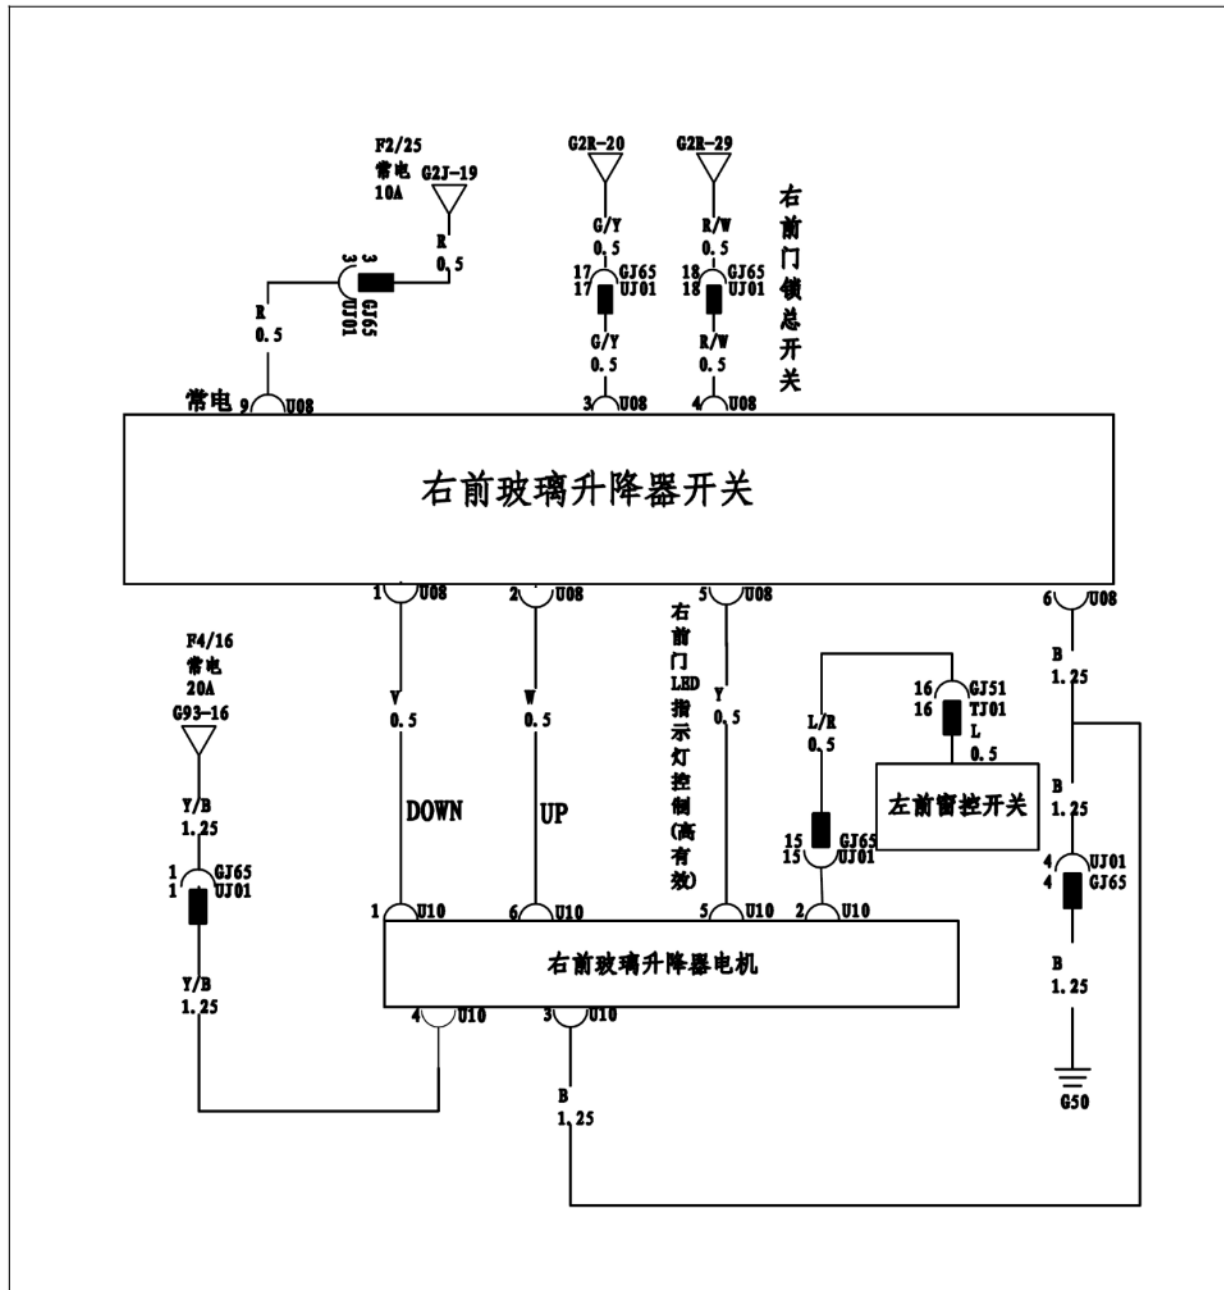 F2/25
常电
10A
G2J-19
G2R-20
G2R-29
R
0.5
G/Y
0.5
R/W
0.5
右前门锁总开关
3
3
UJ01
GJ65
17
GJ65
17
UJ01
18
GJ65
18
UJ01
R
0.5
G/Y
0.5
R/W
0.5
常电
9
U08
3
U08
4
U08
右前玻璃升降器开关
1
U08
2
U08
5
U08
6
U08
F4/16
常电
20A
G93-16
V
0.5
W
0.5
右前门LED指示灯控制(高有效)
Y
0.5
L/R
0.5
16
GJ51
16
TJ01
L
0.5
B
1.25
左前窗控开关
B
1.25
Y/B
1.25
DOWN
UP
15
GJ65
15
UJ01
4
UJ01
4
GJ65
1
GJ65
1
UJ01
1
U10
6
U10
5
U10
2
U10
右前玻璃升降器电机
B
1.25
Y/B
1.25
4
U10
3
U10
B
1.25
G50